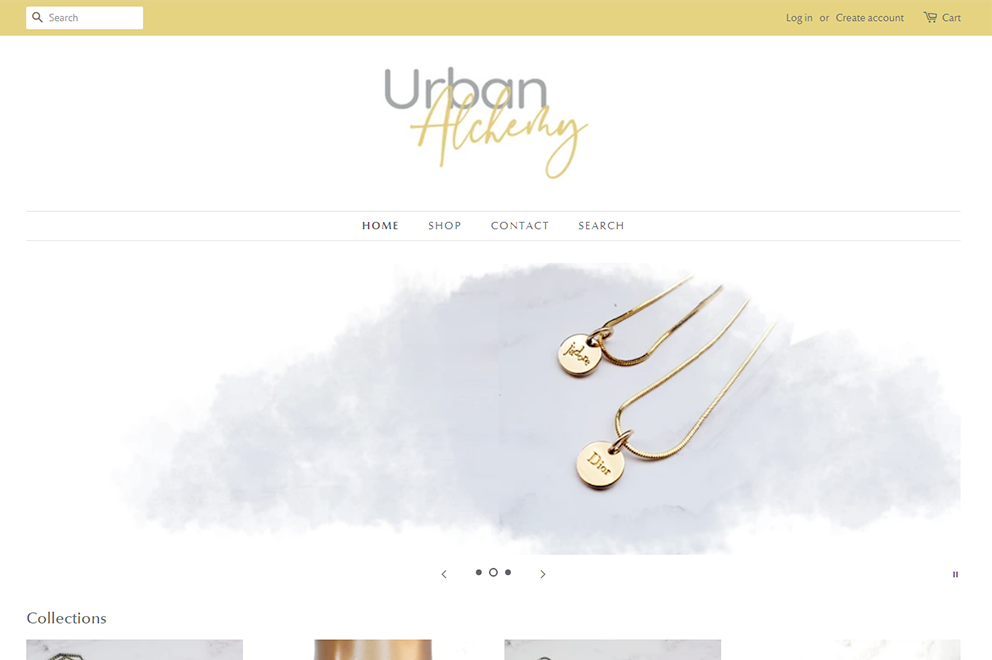 Search
Log in or Create account Cart
Urban
Alchemy
HOME SHOP CONTACT SEARCH
j'adore
Dior
Collections